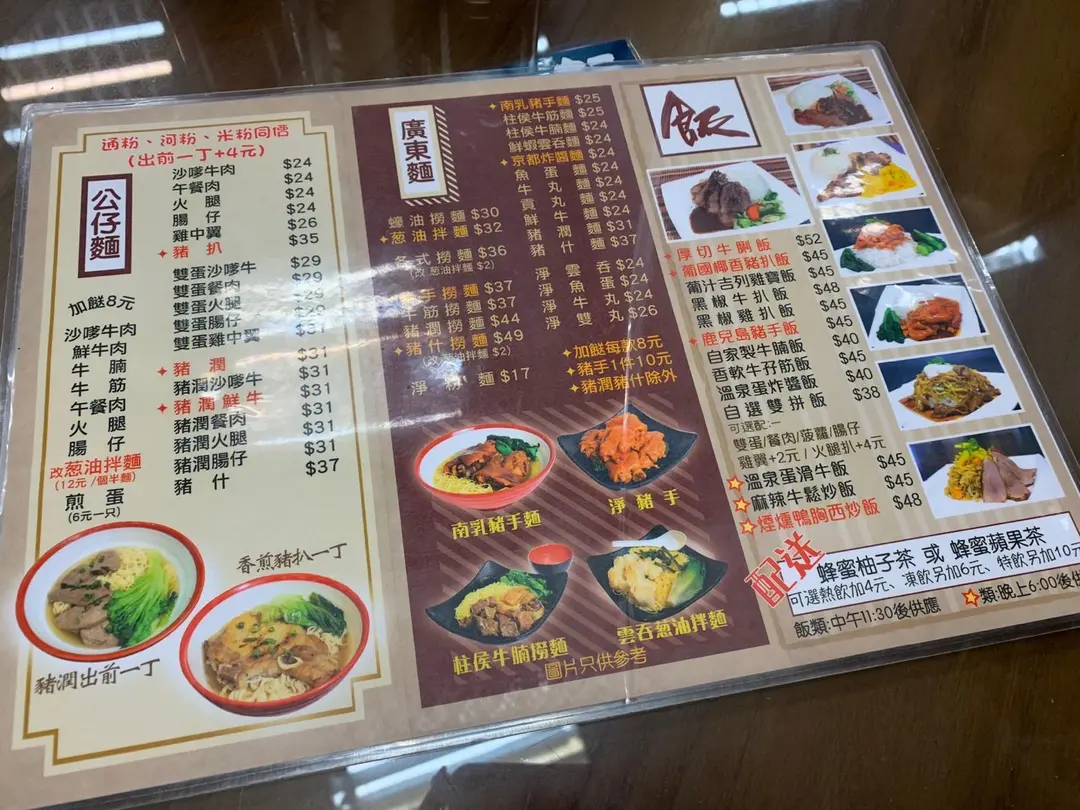 通粉、河粉、米粉同價
(出前一丁+4元)
公仔麵
沙嗲牛肉 $24
午餐肉 $24
火腿 $24
腸仔 $24
雞中翼 $26
豬扒 $35
雙蛋沙嗲牛 $29
雙蛋餐肉 $29
雙蛋火腿 $29
雙蛋腸仔
雙蛋雞中翼 $31
豬潤 $31
豬潤沙嗲牛 $31
豬潤鮮牛 $31
豬潤餐肉 $31
豬潤火腿 $31
豬潤腸仔 $31
豬什 $37
加餸8元
沙嗲牛肉
鮮牛肉
牛腩
牛筋
午餐肉
火腿
腸仔
改葱油拌麵
(12元/個半麵)
煎蛋
(6元一只)
香煎豬扒一丁
豬潤出前一丁
廣東麵
南乳豬手麵 $25
柱侯牛筋麵 $25
柱侯牛腩麵 $24
鮮蝦雲吞麵 $24
京都炸醬麵 $24
魚蛋麵 $24
牛丸麵 $24
貢丸麵 $24
鮮牛麵 $24
豬潤麵 $31
豬什麵 $37
淨雲吞 $24
淨魚蛋 $24
淨雙丸 $26
蠔油撈麵 $30
葱油拌麵 $32
各式撈麵 $36
(改葱油拌麵 $2)
手撈麵 $37
牛筋撈麵 $37
豬潤撈麵 $44
豬什撈麵 $49
(改葱油拌麵 $2)
淨麵 $17
加餸每款8元
豬手1件10元
豬潤豬什除外
南乳豬手麵
淨豬手
柱侯牛腩撈麵
雲吞葱油拌麵
圖片只供參考
飯
厚切牛脷飯 $52
葡國椰香豬扒飯 $45
葡汁吉列雞寶飯 $45
黑椒牛扒飯 $48
黑椒雞扒飯 $45
鹿兒島豬手飯 $45
自家製牛腩飯 $40
香軟牛孖筋飯 $45
溫泉蛋炸醬飯 $40
自選雙拼飯 $38
可選配:一
雙蛋/餐肉/菠蘿/腸仔
雞翼+2元/火腿扒+4元
溫泉蛋滑牛飯 $45
麻辣牛鬆炒飯 $45
煙燻鴨胸西炒飯 $48
配送
蜂蜜柚子茶 或 蜂蜜蘋果茶
可選熱飲加4元、凍飲另加6元、特飲另加10元
飯類:中午11:30後供應
類:晚上6:00後供